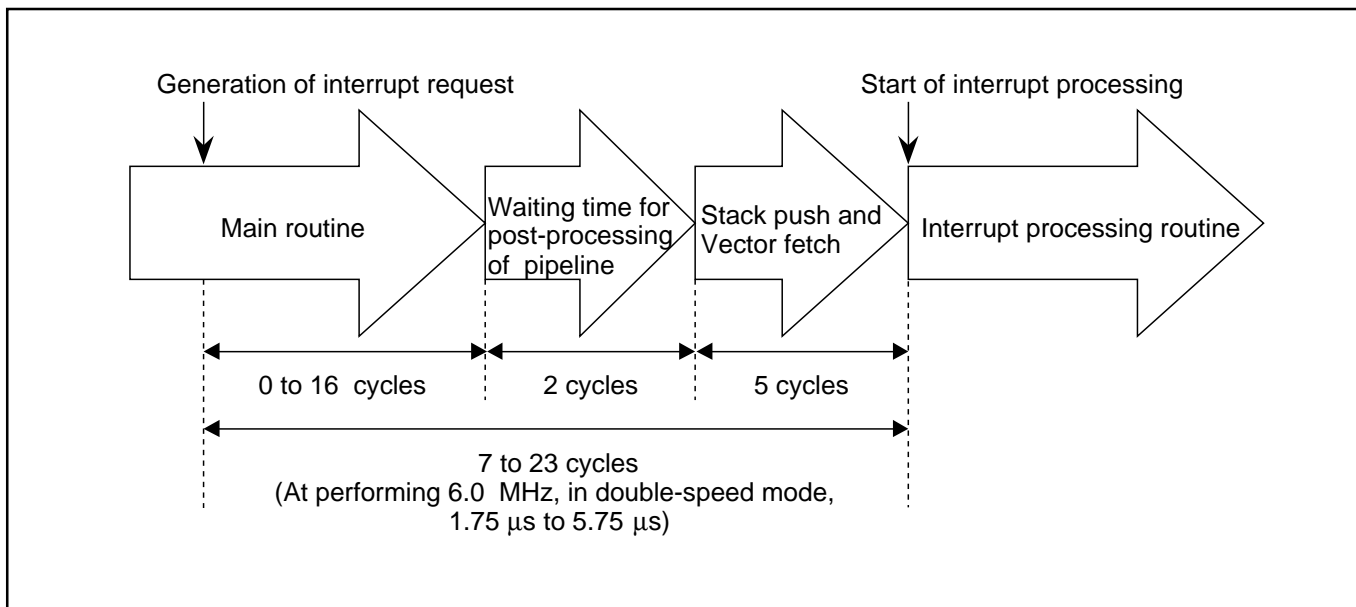 Generation of interrupt request
Start of interrupt processing
Main routine
Waiting time for
post-processing
of pipeline
Stack push and
Vector fetch
Interrupt processing routine
0 to 16 cycles
2 cycles
5 cycles
7 to 23 cycles
(At performing 6.0 MHz, in double-speed mode,
1.75 μs to 5.75 μs)